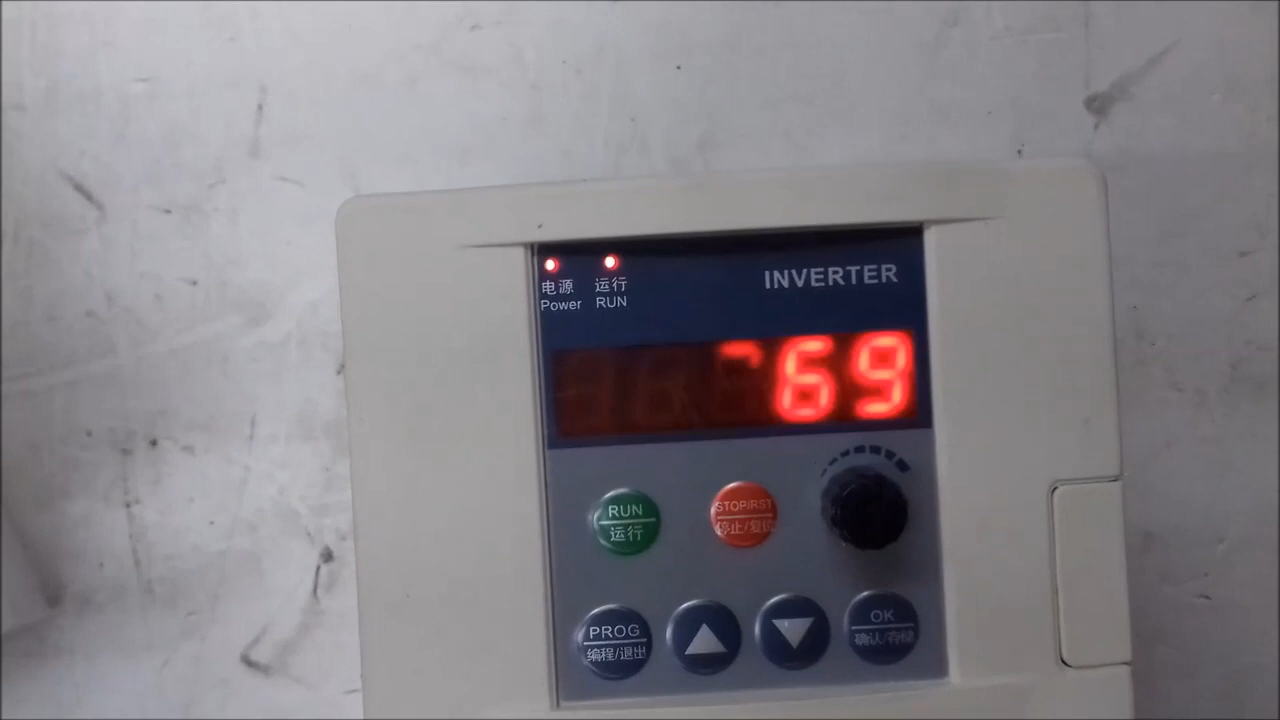 电源 运行
Power RUN
INVERTER
69
RUN
运行
STOP/RST
停止/复位
PROG
编程/退出
OK
确认/存储